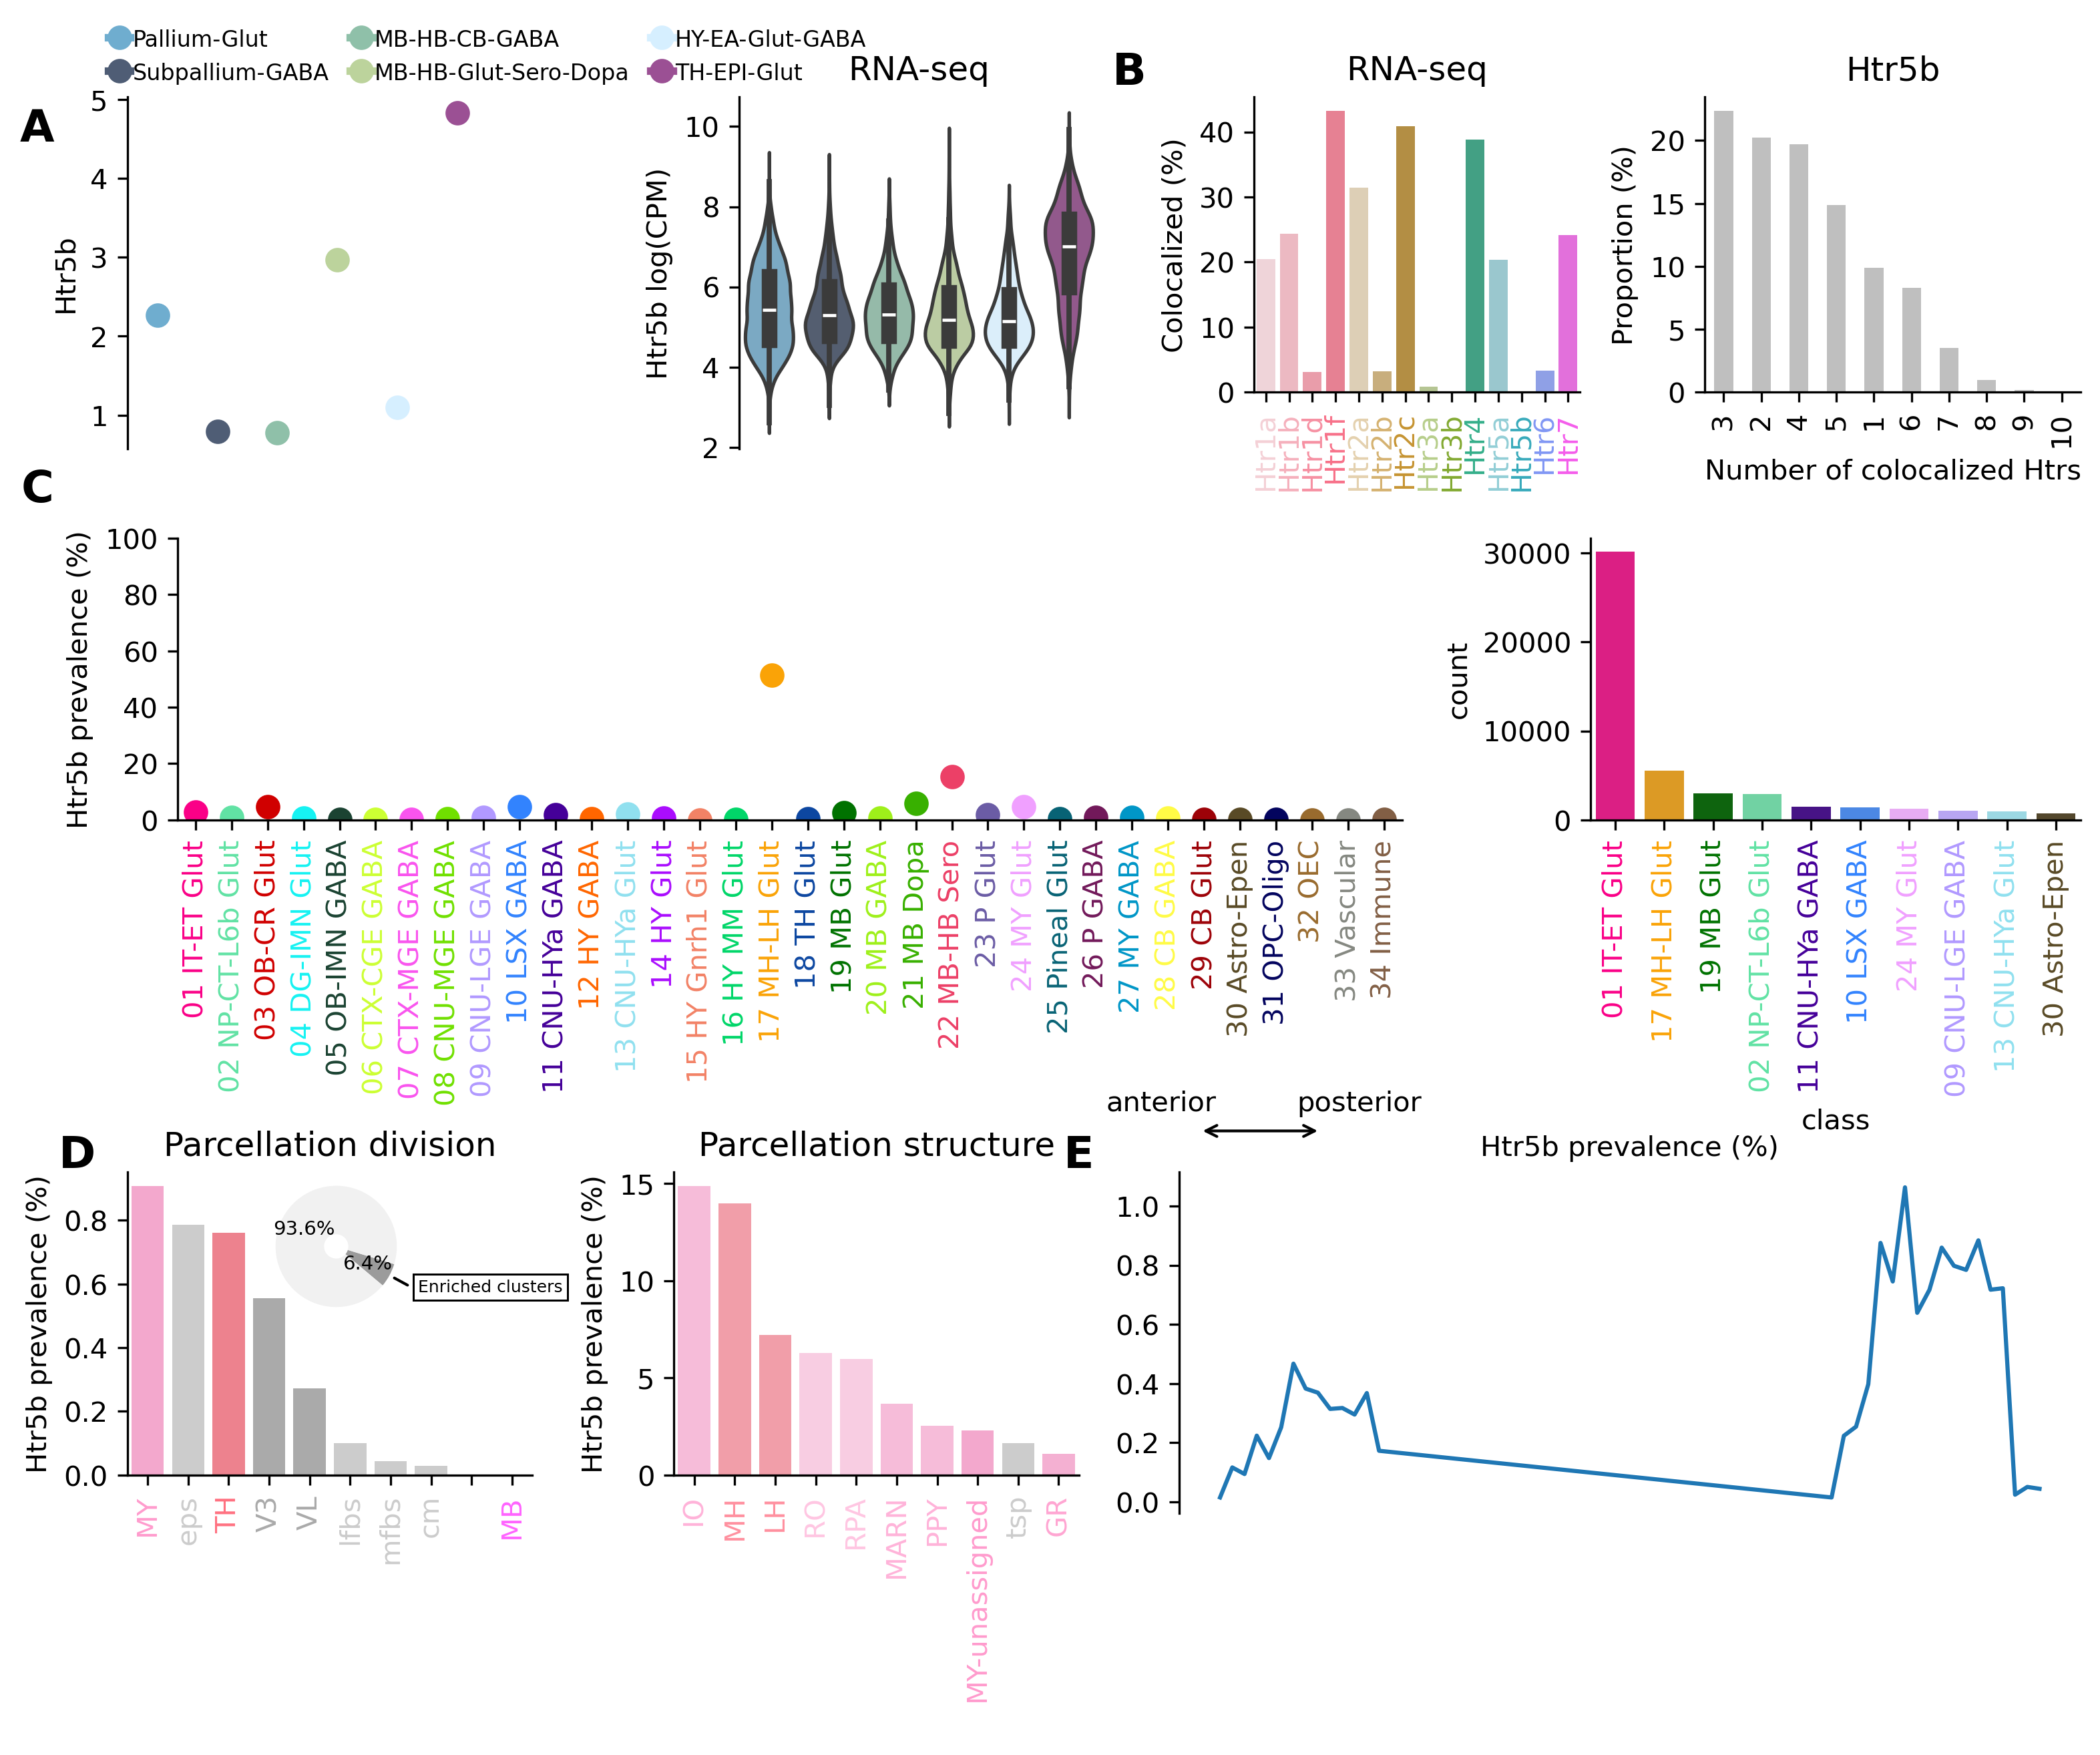 Pallium-Glut
MB-HB-CB-GABA
HY-EA-Glut-GABA
Subpallium-GABA
MB-HB-Glut-Sero-Dopa
TH-EPI-Glut
A
Htr5b
5
4
3
2
1
RNA-seq
Htr5b log(CPM)
10
8
6
4
2
B
RNA-seq
Colocalized (%)
40
30
20
10
0
Htr1a
Htr1b
Htr1d
Htr1f
Htr2a
Htr2b
Htr2c
Htr3a
Htr3b
Htr4
Htr5a
Htr5b
Htr6
Htr7
Htr5b
Proportion (%)
20
15
10
5
0
3
2
4
5
1
6
7
8
9
10
Number of colocalized Htrs
C
Htr5b prevalence (%)
100
80
60
40
20
0
01 IT-ET Glut
02 NP-CT-L6b Glut
03 OB-CR Glut
04 DG-IMN Glut
05 OB-IMN GABA
06 CTX-CGE GABA
07 CTX-MGE GABA
08 CNU-MGE GABA
09 CNU-LGE GABA
10 LSX GABA
11 CNU-HYa GABA
12 HY GABA
13 CNU-HYa Glut
14 HY Glut
15 HY Gnrh1 Glut
16 HY MM Glut
17 MH-LH Glut
18 TH Glut
19 MB Glut
20 MB GABA
21 MB Dopa
22 MB-HB Sero
23 P Glut
24 MY Glut
25 Pineal Glut
26 P GABA
27 MY GABA
28 CB GABA
29 CB Glut
30 Astro-Epen
31 OPC-Oligo
32 OEC
33 Vascular
34 Immune
count
30000
20000
10000
0
01 IT-ET Glut
17 MH-LH Glut
19 MB Glut
02 NP-CT-L6b Glut
11 CNU-HYa GABA
10 LSX GABA
24 MY Glut
09 CNU-LGE GABA
13 CNU-HYa Glut
30 Astro-Epen
class
D
Parcellation division
Htr5b prevalence (%)
0.8
0.6
0.4
0.2
0.0
93.6%
6.4%
Enriched clusters
MY
eps
TH
V3
VL
lfbs
mfbs
cm
MB
Parcellation structure
Htr5b prevalence (%)
15
10
5
0
IO
MH
LH
RO
RPA
MARN
PPY
MY-unassigned
tsp
GR
E
anterior
posterior
Htr5b prevalence (%)
1.0
0.8
0.6
0.4
0.2
0.0